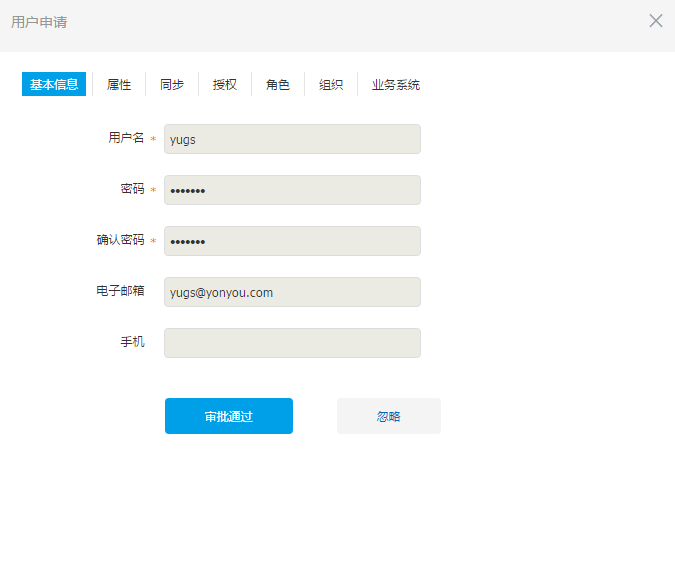 用户申请
基本信息 属性 同步 授权 角色 组织 业务系统
用户名 * yugs
密码 * •••••••
确认密码 * •••••••
电子邮箱 yugs@yonyou.com
手机
审批通过 忽略